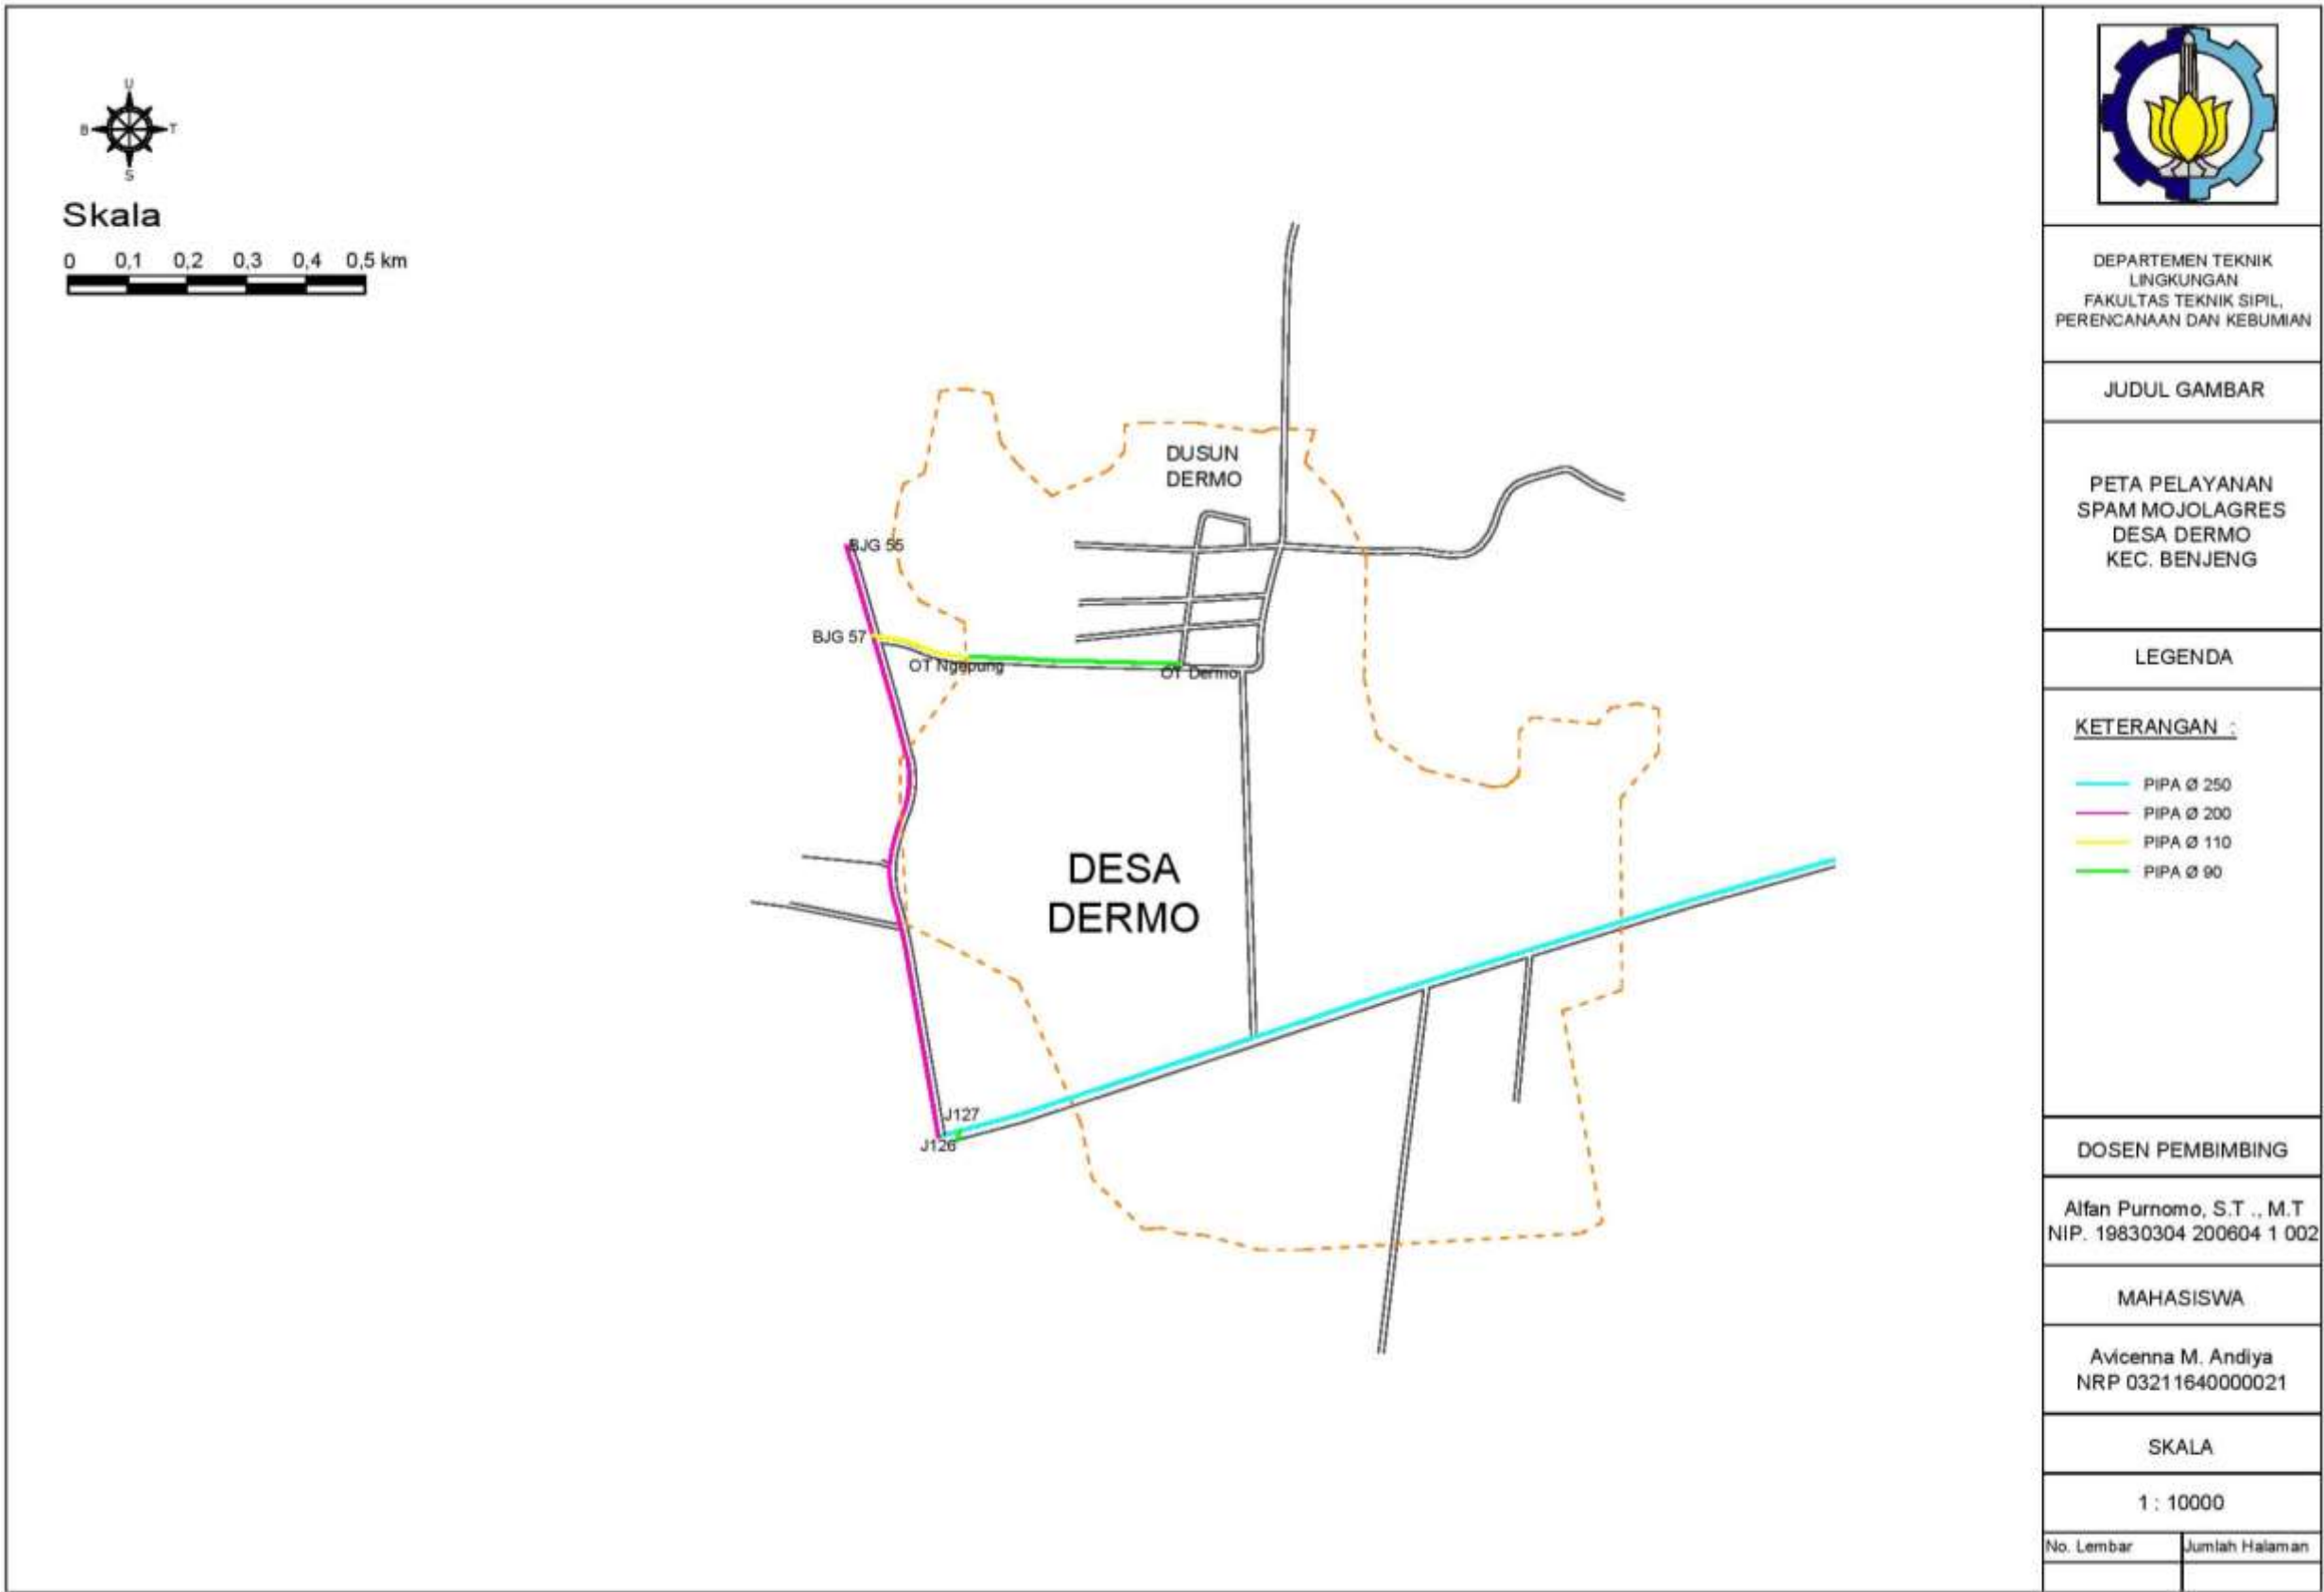 U
B
T
S
Skala
0 0,1 0,2 0,3 0,4 0,5 km
DUSUN
DERMO
BJG 55
BJG 57
OT Ngepung
OT Dermo
DESA
DERMO
J127
J126
DEPARTEMEN TEKNIK
LINGKUNGAN
FAKULTAS TEKNIK SIPIL,
PERENCANAAN DAN KEBUMIAN
JUDUL GAMBAR
PETA PELAYANAN
SPAM MOJOLAGRES
DESA DERMO
KEC. BENJENG
LEGENDA
KETERANGAN :
PIPA Ø 250
PIPA Ø 200
PIPA Ø 110
PIPA Ø 90
DOSEN PEMBIMBING
Alfan Purnomo, S.T ., M.T
NIP. 19830304 200604 1 002
MAHASISWA
Avicenna M. Andiya
NRP 03211640000021
SKALA
1 : 10000
No. Lembar
Jumlah Halaman